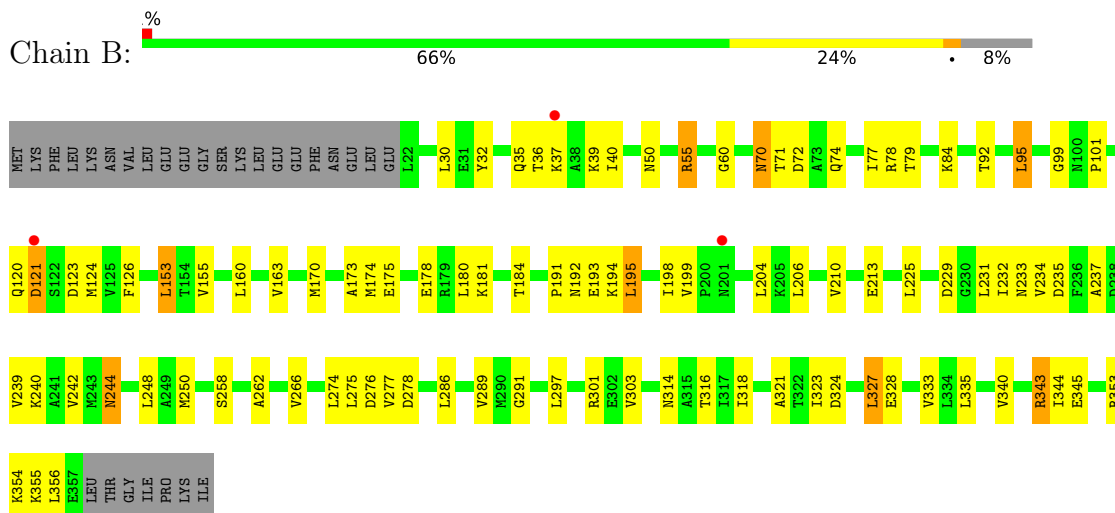 %
Chain B:
66% 24% • 8%
MET LYS PHE LEU LYS ASN VAL LEU GLU GLU GLY SER LYS LEU GLU GLU PHE ASN GLU LEU GLU L22 L30 E31 Y32 Q35 T36 K37 A38 K39 I40 N50 R55 G60 N70 T71 D72 A73 Q74 I77 R78 T79 K84 T92 L95 G99 N100 P101
Q120 D121 S122 D123 M124 V125 F126 L153 T154 V155 L160 V163 M170 A173 M174 E175 E178 R179 L180 K181 T184 P191 N192 E193 K194 L195 I198 V199 P200 N201 L204 K205 L206 V210 E213 L225 D229 G230 L231 I232 N233 V234 D235 F236 A237 D238
V239 K240 A241 V242 M243 N244 L248 A249 M250 S258 A262 V266 L274 L275 D276 V277 D278 L286 V289 M290 G291 L297 R301 E302 V303 N314 A315 T316 I317 I318 A321 T322 I323 D324 L327 E328 V333 L334 L335 V340 R343 I344 E345
K354 K355 L356 E357 LEU THR GLY ILE PRO LYS ILE